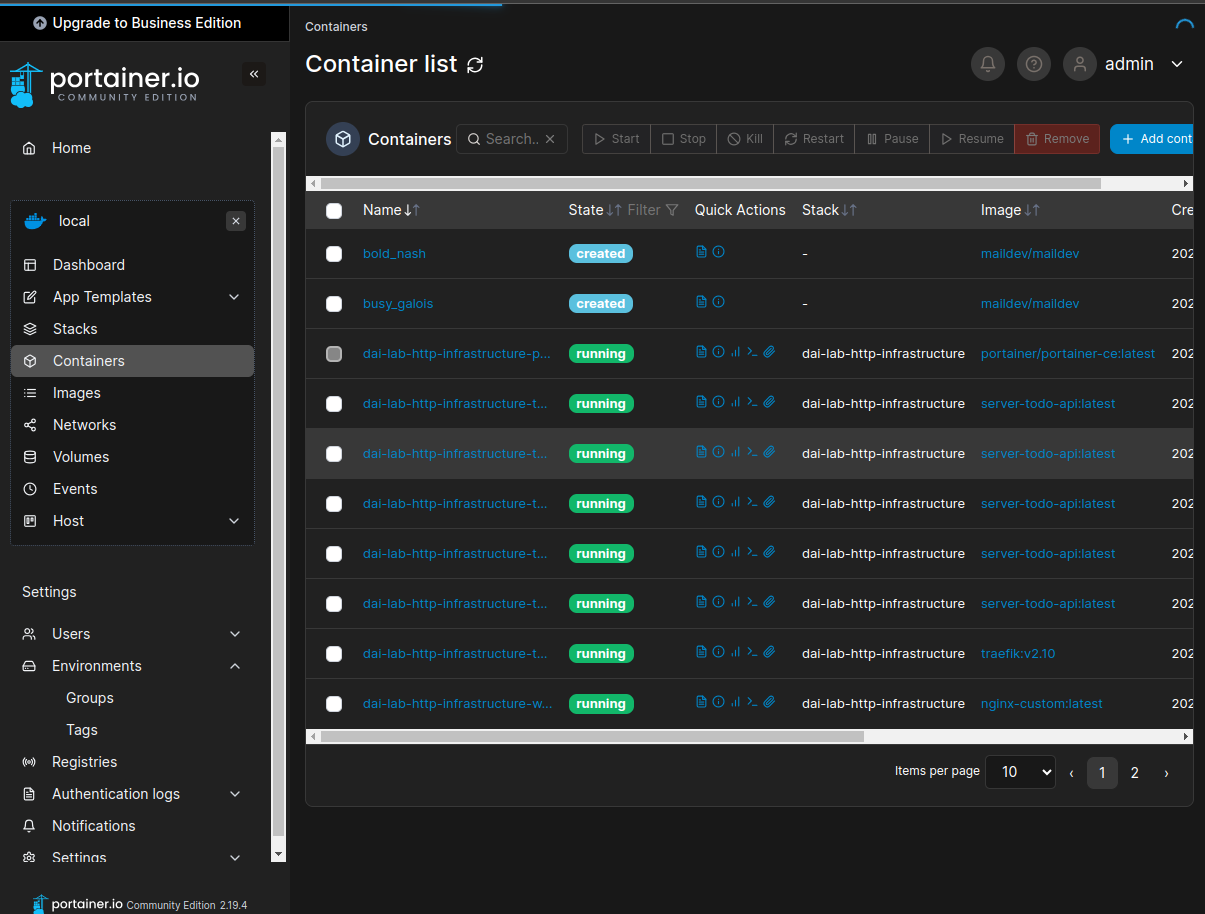 Upgrade to Business Edition
portainer.io
COMMUNITY EDITION
Home
local
Dashboard
App Templates
Stacks
Containers
Images
Networks
Volumes
Events
Host
Settings
Users
Environments
Groups
Tags
Registries
Authentication logs
Notifications
Settings
portainer.io Community Edition 2.19.4
Containers
Container list
admin
Containers Search... Start Stop Kill Restart Pause Resume Remove + Add cont
Name State Filter Quick Actions Stack Image Cre
bold_nash created - maildev/maildev 202
busy_galois created - maildev/maildev 202
dai-lab-http-infrastructure-p... running dai-lab-http-infrastructure portainer/portainer-ce:latest 202
dai-lab-http-infrastructure-t... running dai-lab-http-infrastructure server-todo-api:latest 202
dai-lab-http-infrastructure-t... running dai-lab-http-infrastructure server-todo-api:latest 202
dai-lab-http-infrastructure-t... running dai-lab-http-infrastructure server-todo-api:latest 202
dai-lab-http-infrastructure-t... running dai-lab-http-infrastructure server-todo-api:latest 202
dai-lab-http-infrastructure-t... running dai-lab-http-infrastructure server-todo-api:latest 202
dai-lab-http-infrastructure-t... running dai-lab-http-infrastructure traefik:v2.10 202
dai-lab-http-infrastructure-w... running dai-lab-http-infrastructure nginx-custom:latest 202
Items per page 10 ‹ 1 2 ›